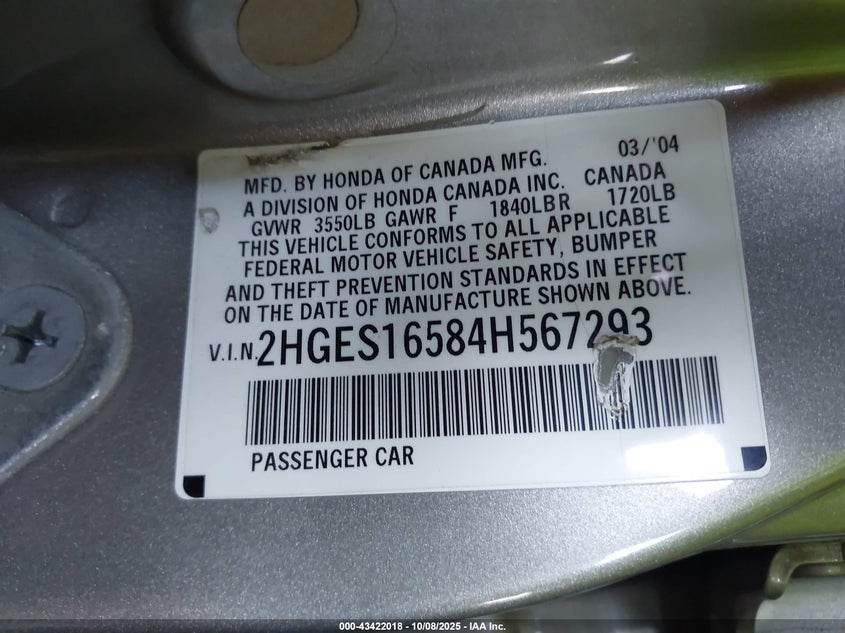 03/'04
MFD. BY HONDA OF CANADA MFG.
A DIVISION OF HONDA CANADA INC. CANADA
GVWR 3550LB GAWR F 1840LB R 1720LB
THIS VEHICLE CONFORMS TO ALL APPLICABLE
FEDERAL MOTOR VEHICLE SAFETY, BUMPER
AND THEFT PREVENTION STANDARDS IN EFFECT
ON THE DATE OF MANUFACTURE SHOWN ABOVE.
V.I.N. 2HGES16584H567293
PASSENGER CAR
000-43422018 - 10/08/2025 - IAA Inc.